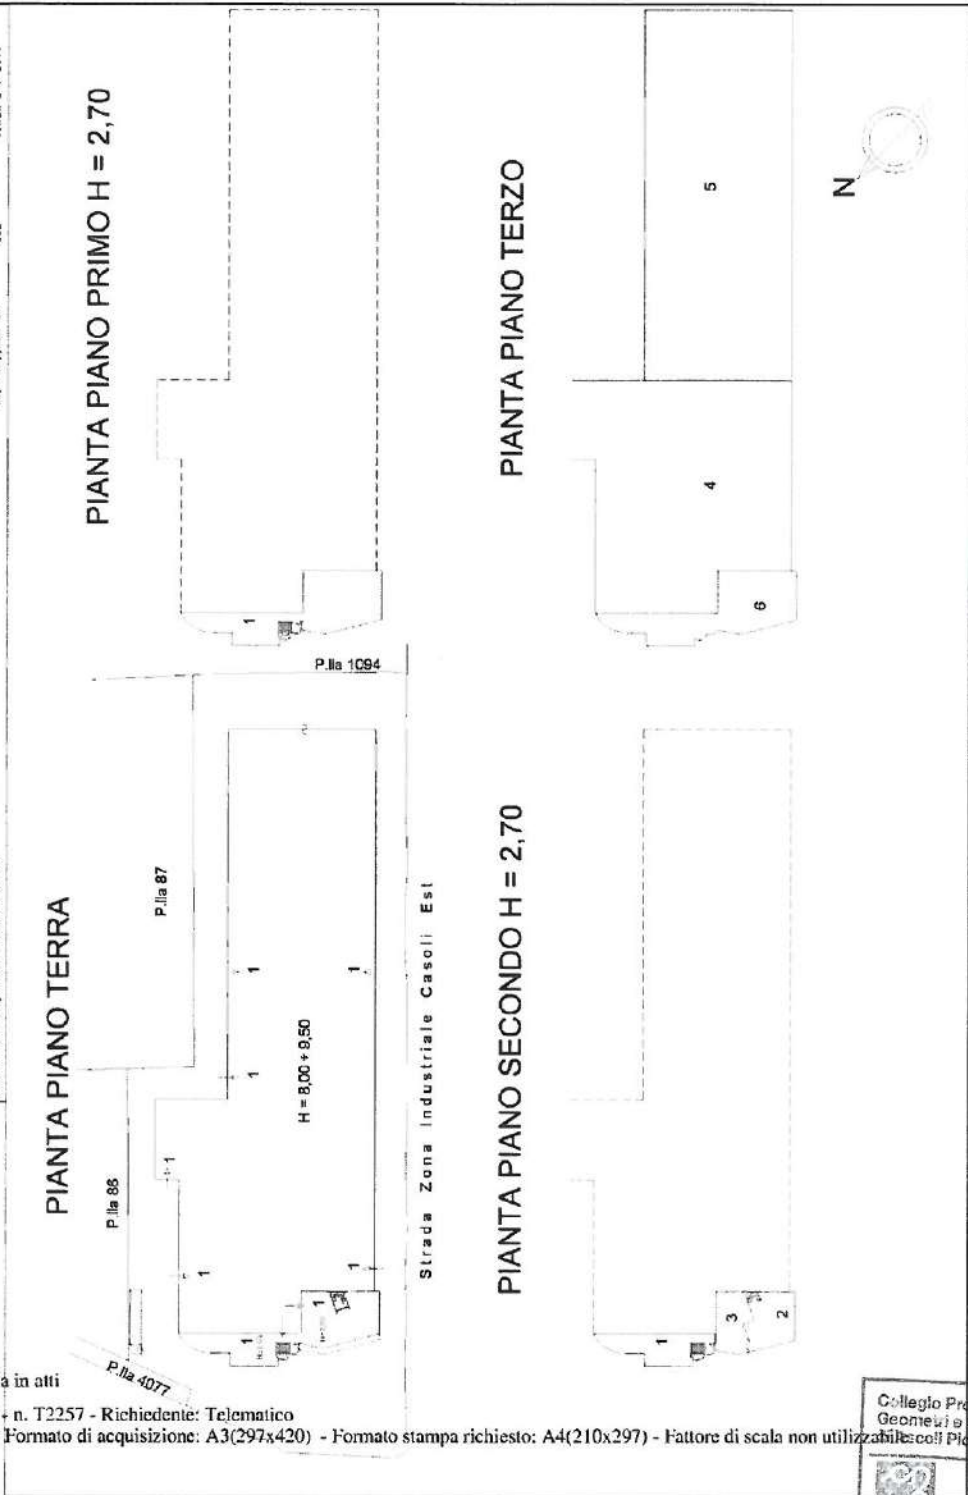 PIANTA PIANO TERRA
P.lla 86
P.lla 87
P.lla 1094
P.lla 4077
1
1
1
1
1
1
1
1
H = 8,00 ÷ 9,50
Strada Zona Industriale Casoli Est
PIANTA PIANO PRIMO H = 2,70
1
PIANTA PIANO SECONDO H = 2,70
1
3
2
PIANTA PIANO TERZO
4
5
6
N
a in atti
n. T2257 - Richiedente: Telematico
Formato di acquisizione: A3(297x420) - Formato stampa richiesto: A4(210x297) - Fattore di scala non utilizzabile
Collegio
Geometri e